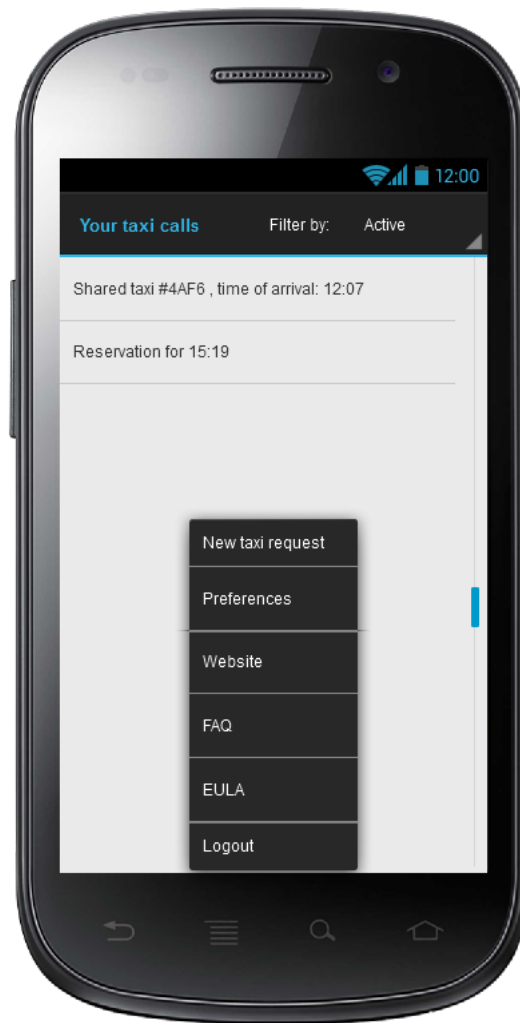 12:00
Your taxi calls Filter by: Active
Shared taxi #4AF6 , time of arrival: 12:07
Reservation for 15:19
New taxi request
Preferences
Website
FAQ
EULA
Logout